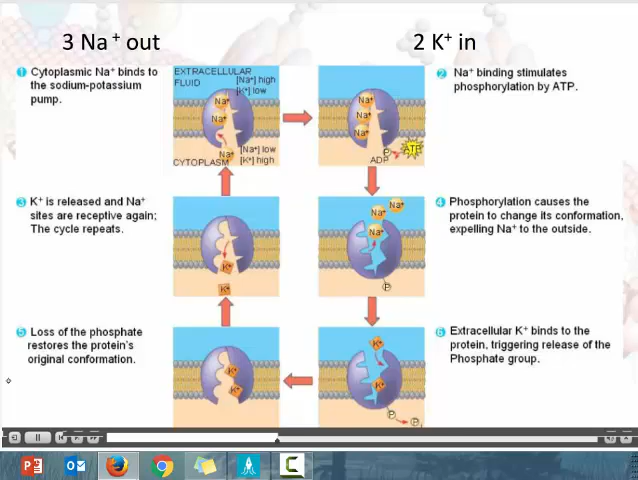 3 Na⁺ out
2 K⁺ in
1 Cytoplasmic Na⁺ binds to
the sodium-potassium
pump.
EXTRACELLULAR
FLUID
[Na⁺] high
[K⁺] low
Na⁺
Na⁺
Na⁺
[Na⁺] low
[K⁺] high
CYTOPLASM
Na⁺
Na⁺
Na⁺
P
ATP
ADP
2 Na⁺ binding stimulates
phosphorylation by ATP.
3 K⁺ is released and Na⁺
sites are receptive again;
The cycle repeats.
K⁺
K⁺
Na⁺
Na⁺
Na⁺
P
4 Phosphorylation causes the
protein to change its conformation,
expelling Na⁺ to the outside.
5 Loss of the phosphate
restores the protein's
original conformation.
K⁺
K⁺
K⁺
K⁺
P
P
6 Extracellular K⁺ binds to the
protein, triggering release of the
Phosphate group.